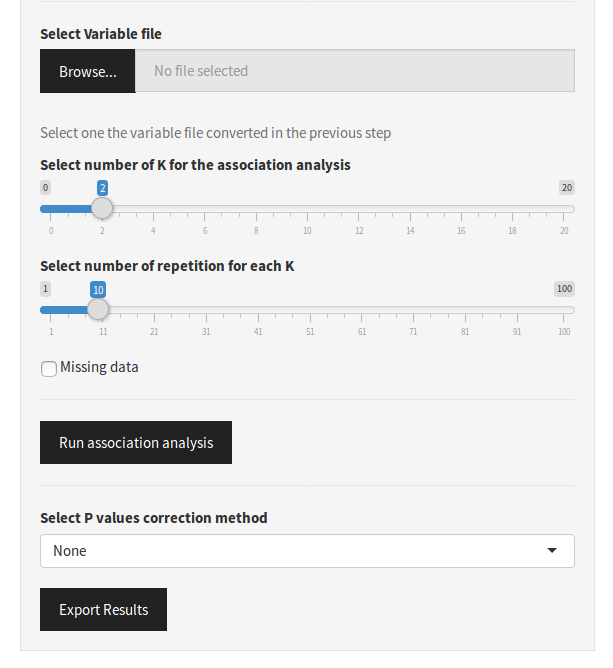 Select Variable file
Browse... No file selected
Select one the variable file converted in the previous step
Select number of K for the association analysis
0 2 20
0 2 4 6 8 10 12 14 16 18 20
Select number of repetition for each K
1 10 100
1 11 21 31 41 51 61 71 81 91 100
Missing data
Run association analysis
Select P values correction method
None
Export Results